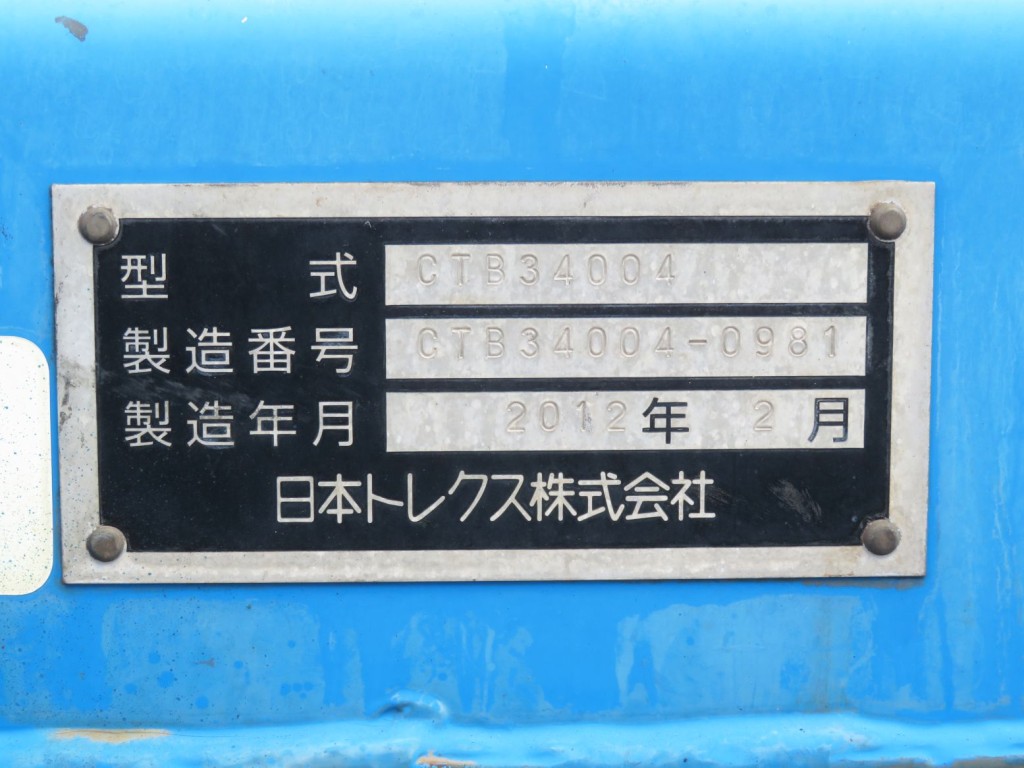 型式 CTB34004
製造番号 CTB34004-0981
製造年月 2012年 2月
日本トレクス株式会社